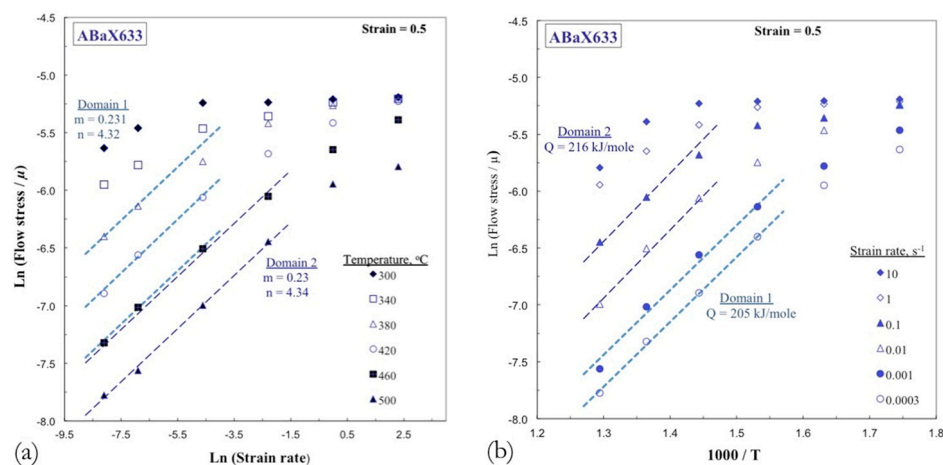 ABaX633
Strain = 0.5
Domain 1
m = 0.231
n = 4.32
Domain 2
m = 0.23
n = 4.34
Temperature, °C
300
340
380
420
460
500
-4.5
-5.0
-5.5
-6.0
-6.5
-7.0
-7.5
-8.0
-9.5 -7.5 -5.5 -3.5 -1.5 0.5 2.5 4.5
Ln (Flow stress / μ)
Ln (Strain rate)
(a)
ABaX633
Strain = 0.5
Domain 2
Q = 216 kJ/mole
Domain 1
Q = 205 kJ/mole
Strain rate, s⁻¹
10
1
0.1
0.01
0.001
0.0003
-4.5
-5.0
-5.5
-6.0
-6.5
-7.0
-7.5
-8.0
1.2 1.3 1.4 1.5 1.6 1.7 1.8
Ln (Flow stress / μ)
1000 / T
(b)